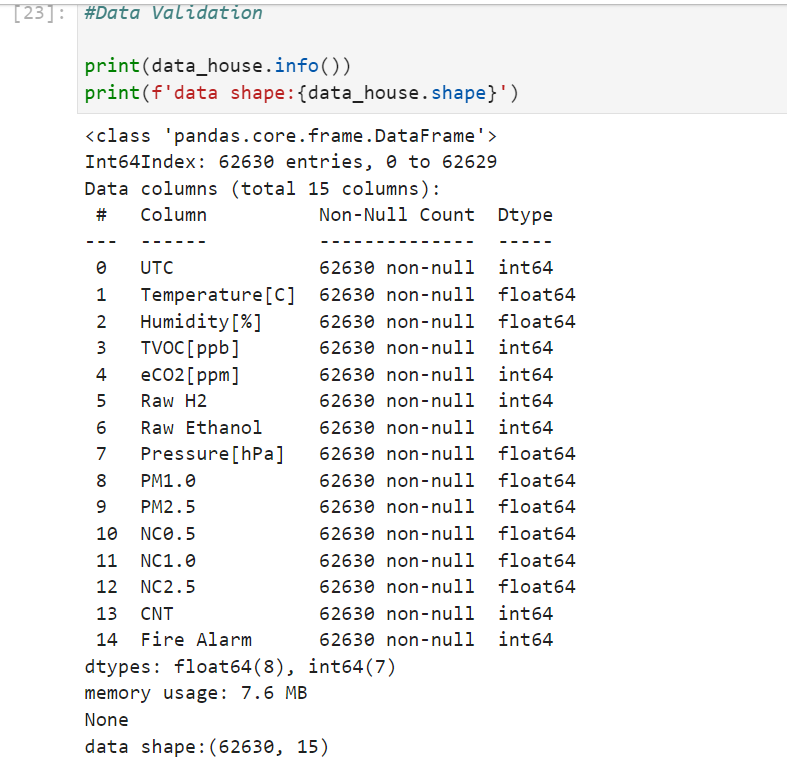 [23]: #Data Validation
print(data_house.info())
print(f'data shape:{data_house.shape}')
<class 'pandas.core.frame.DataFrame'>
Int64Index: 62630 entries, 0 to 62629
Data columns (total 15 columns):
 #   Column          Non-Null Count  Dtype
---  ------          --------------  -----
 0   UTC             62630 non-null  int64
 1   Temperature[C]  62630 non-null  float64
 2   Humidity[%]     62630 non-null  float64
 3   TVOC[ppb]       62630 non-null  int64
 4   eCO2[ppm]       62630 non-null  int64
 5   Raw H2          62630 non-null  int64
 6   Raw Ethanol     62630 non-null  int64
 7   Pressure[hPa]   62630 non-null  float64
 8   PM1.0           62630 non-null  float64
 9   PM2.5           62630 non-null  float64
 10  NC0.5           62630 non-null  float64
 11  NC1.0           62630 non-null  float64
 12  NC2.5           62630 non-null  float64
 13  CNT             62630 non-null  int64
 14  Fire Alarm      62630 non-null  int64
dtypes: float64(8), int64(7)
memory usage: 7.6 MB
None
data shape:(62630, 15)